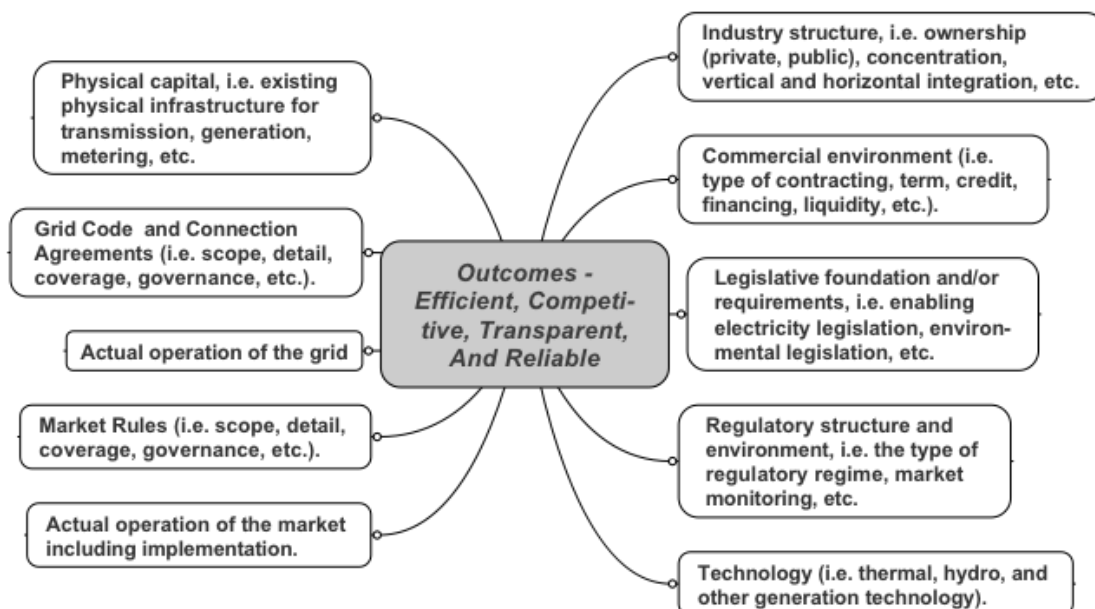 Physical capital, i.e. existing
physical infrastructure for
transmission, generation,
metering, etc.
Grid Code and Connection
Agreements (i.e. scope, detail,
coverage, governance, etc.).
Actual operation of the grid
Market Rules (i.e. scope, detail,
coverage, governance, etc.).
Actual operation of the market
including implementation.
Outcomes -
Efficient, Competi-
tive, Transparent,
And Reliable
Industry structure, i.e. ownership
(private, public), concentration,
vertical and horizontal integration, etc.
Commercial environment (i.e.
type of contracting, term, credit,
financing, liquidity, etc.).
Legislative foundation and/or
requirements, i.e. enabling
electricity legislation, environ-
mental legislation, etc.
Regulatory structure and
environment, i.e. the type of
regulatory regime, market
monitoring, etc.
Technology (i.e. thermal, hydro, and
other generation technology).